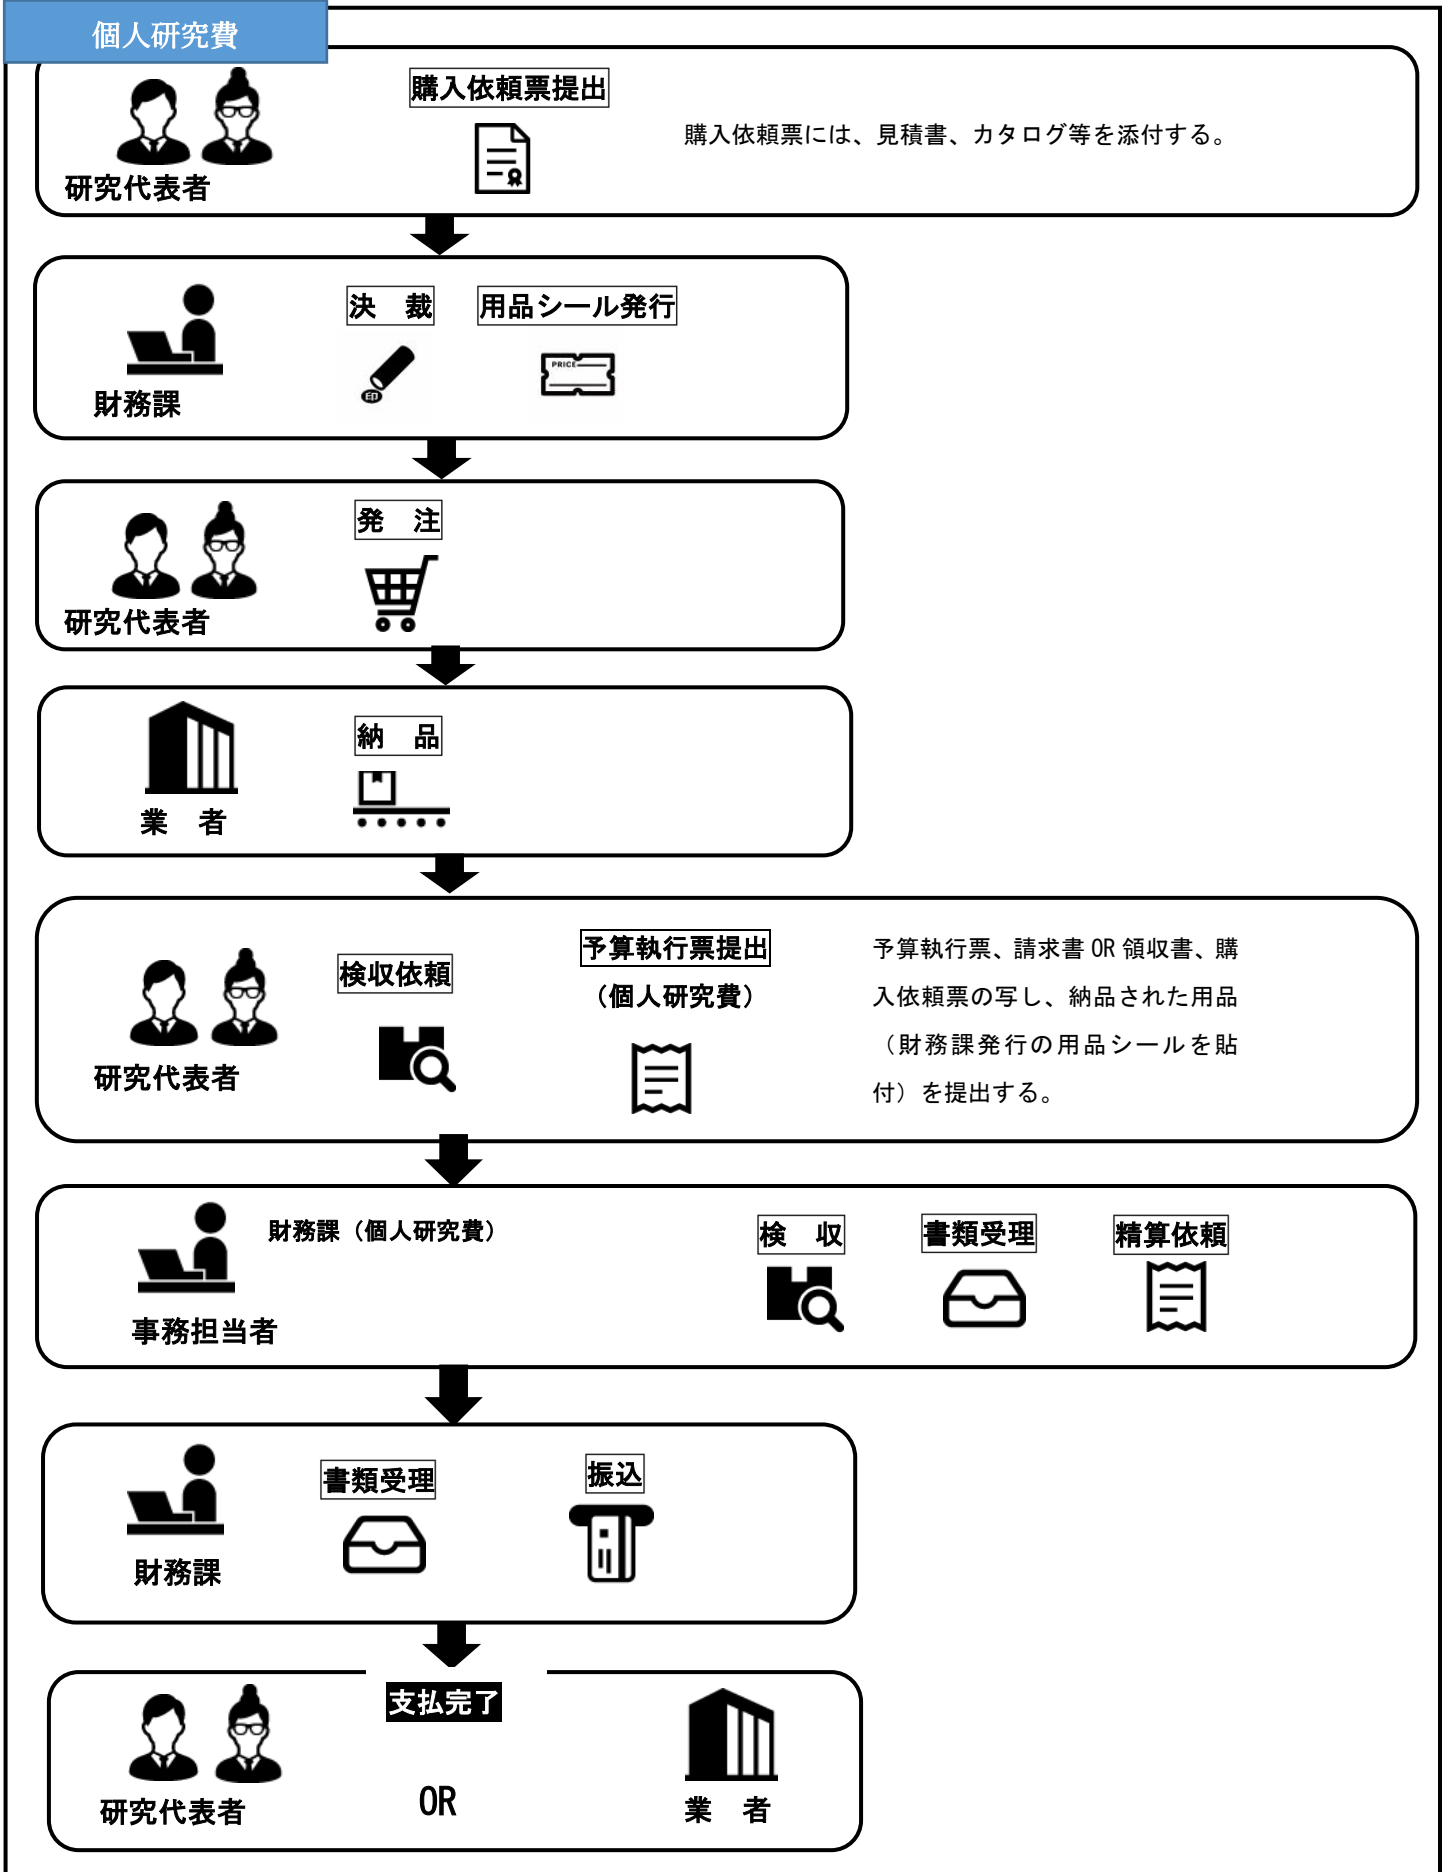 個人研究費
購入依頼票提出
購入依頼票には、見積書、カタログ等を添付する。
研究代表者
決　裁
用品シール発行
PRICE
財務課
発　注
研究代表者
納　品
業　者
検収依頼
予算執行票提出
（個人研究費）
予算執行票、請求書 OR 領収書、購
入依頼票の写し、納品された用品
（財務課発行の用品シールを貼
付）を提出する。
研究代表者
財務課（個人研究費）
検　収
書類受理
精算依頼
事務担当者
書類受理
振込
財務課
支払完了
研究代表者
OR
業　者